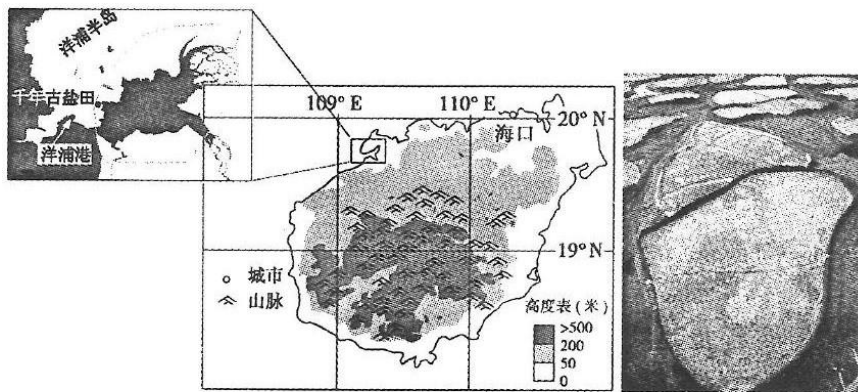 洋浦半岛
千年古盐田
洋浦港
109°E
110°E
20°N
海口
19°N
城市
山脉
高度表（米）
>500
200
50
0